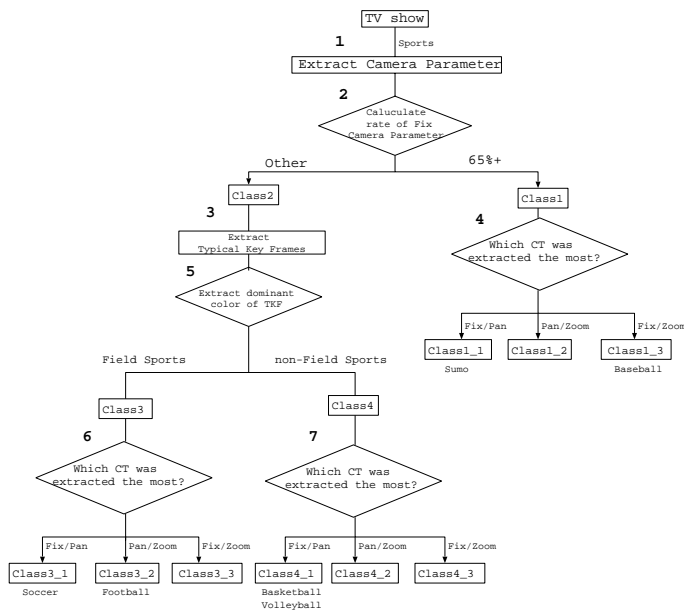 TV show
1
Sports
Extract Camera Parameter
2
Caluculate
rate of Fix
Camera Parameter
Other
65%+
Class2
Class1
3
4
Extract
Typical Key Frames
Which CT was
extracted the most?
5
Extract dominant
color of TKF
Fix/Pan
Pan/Zoom
Fix/Zoom
Class1_1
Class1_2
Class1_3
Sumo
Baseball
Field Sports
non-Field Sports
Class3
Class4
6
7
Which CT was
extracted the most?
Which CT was
extracted the most?
Fix/Pan
Pan/Zoom
Fix/Zoom
Fix/Pan
Pan/Zoom
Fix/Zoom
Class3_1
Class3_2
Class3_3
Class4_1
Class4_2
Class4_3
Soccer
Football
Basketball
Volleyball